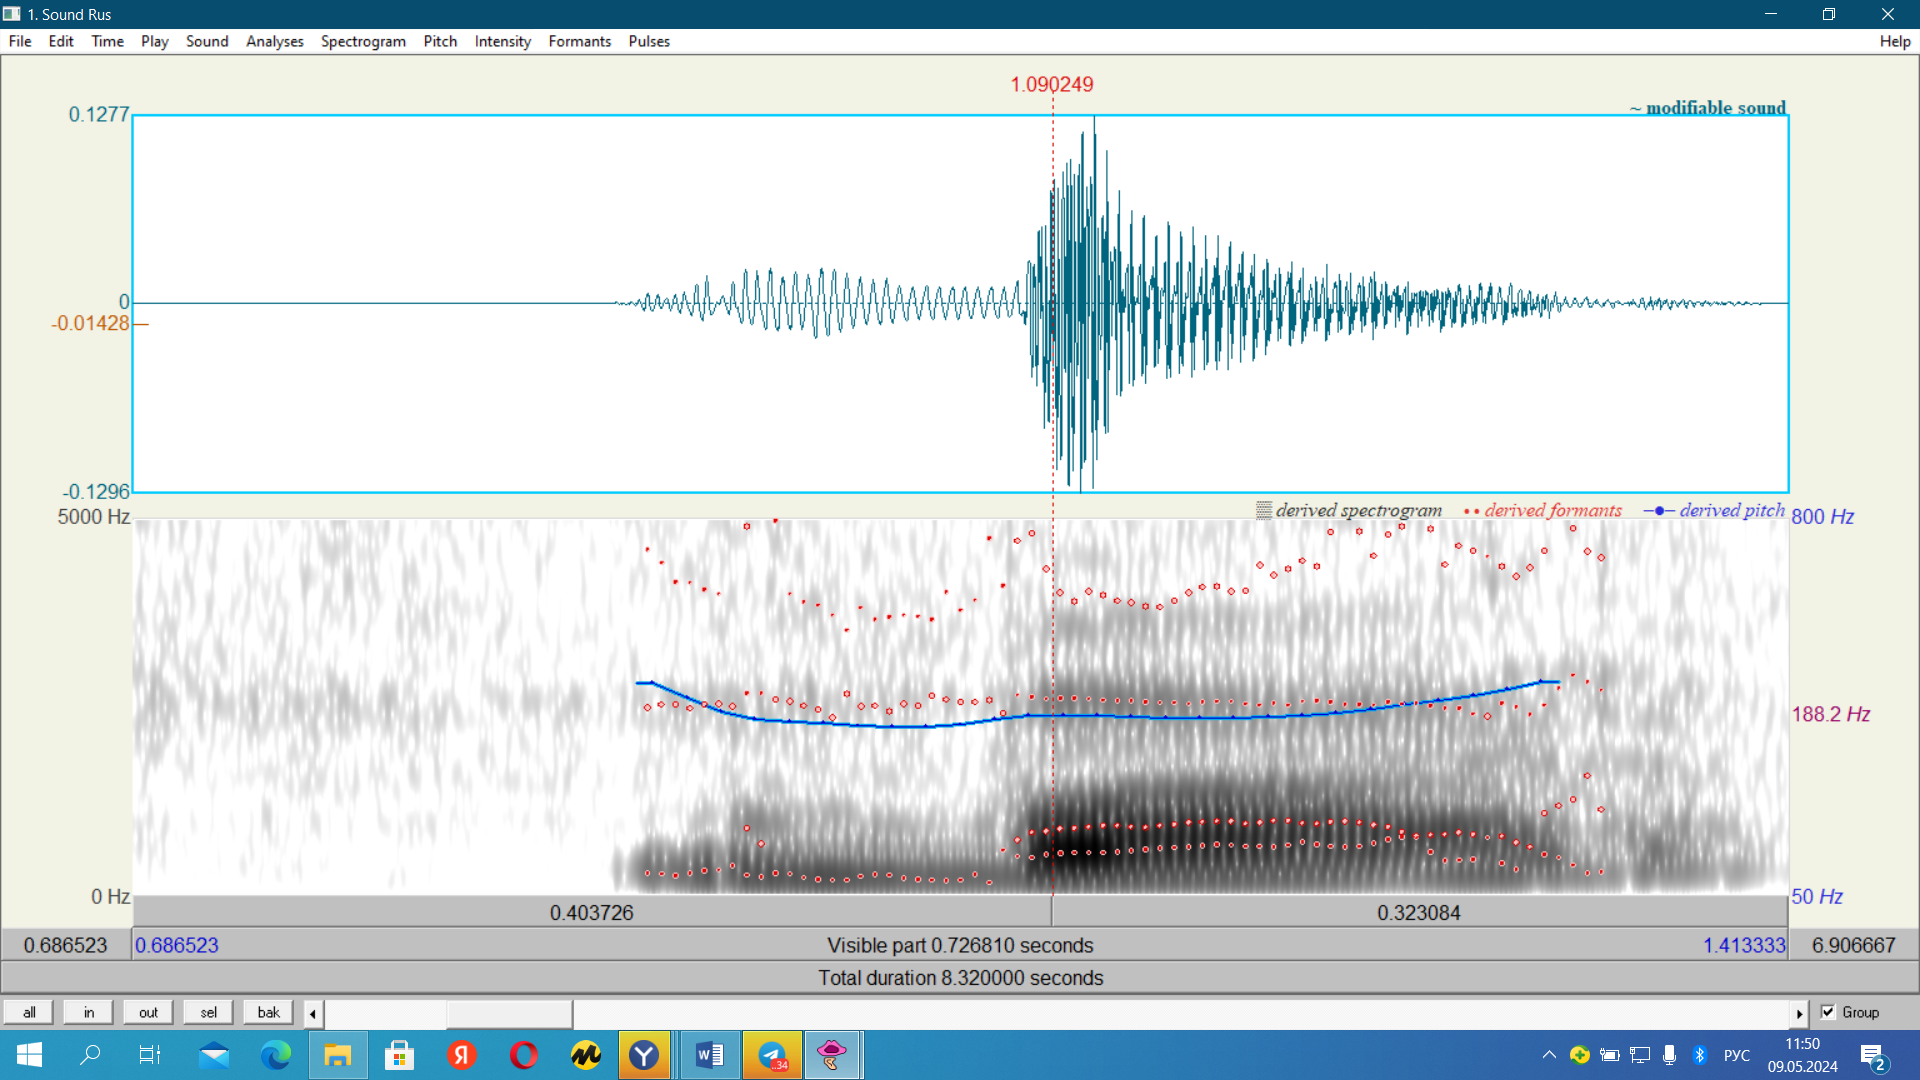 1. Sound Rus
File Edit Time Play Sound Analyses Spectrogram Pitch Intensity Formants Pulses Help
1.090249
0.1277
~ modifiable sound
0
-0.01428
-0.1296
5000 Hz
derived spectrogram derived formants derived pitch
800 Hz
188.2 Hz
0 Hz
50 Hz
0.403726 0.323084
0.686523 0.686523 Visible part 0.726810 seconds 1.413333 6.906667
Total duration 8.320000 seconds
all in out sel bak Group
Я
Y
W
..34
РУС
11:50
09.05.2024
2